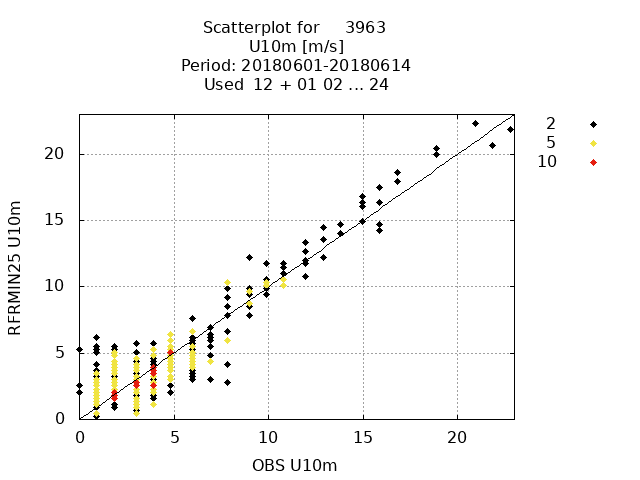 Scatterplot for 3963
U10m [m/s]
Period: 20180601-20180614
Used 12 + 01 02 ... 24
2
5
10
RFRMIN25 U10m
20
15
10
5
0
0 5 10 15 20
OBS U10m